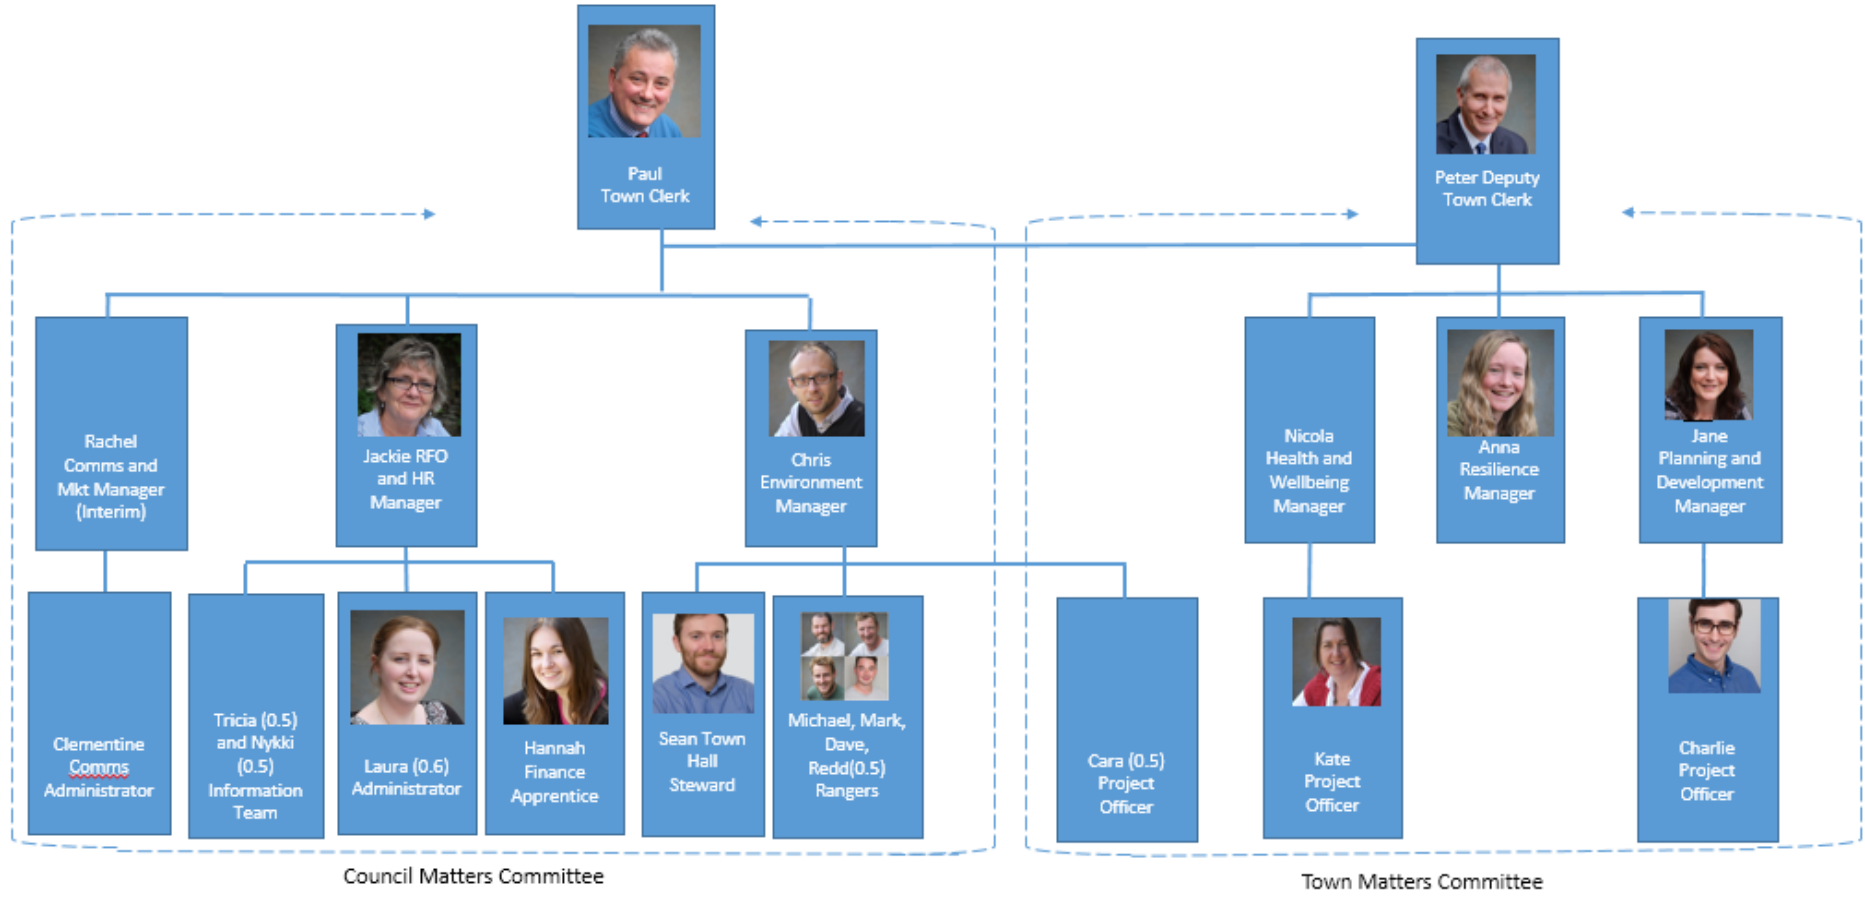 Paul
Town Clerk
Peter Deputy
Town Clerk
Rachel
Comms and
Mkt Manager
(Interim)
Jackie RFO
and HR
Manager
Chris
Environment
Manager
Nicola
Health and
Wellbeing
Manager
Anna
Resilience
Manager
Jane
Planning and
Development
Manager
Clementine
Comms
Administrator
Tricia (0.5)
and Nykki
(0.5)
Information
Team
Laura (0.6)
Administrator
Hannah
Finance
Apprentice
Sean Town
Hall
Steward
Michael, Mark,
Dave,
Redd(0.5)
Rangers
Cara (0.5)
Project
Officer
Kate
Project
Officer
Charlie
Project
Officer
Council Matters Committee
Town Matters Committee